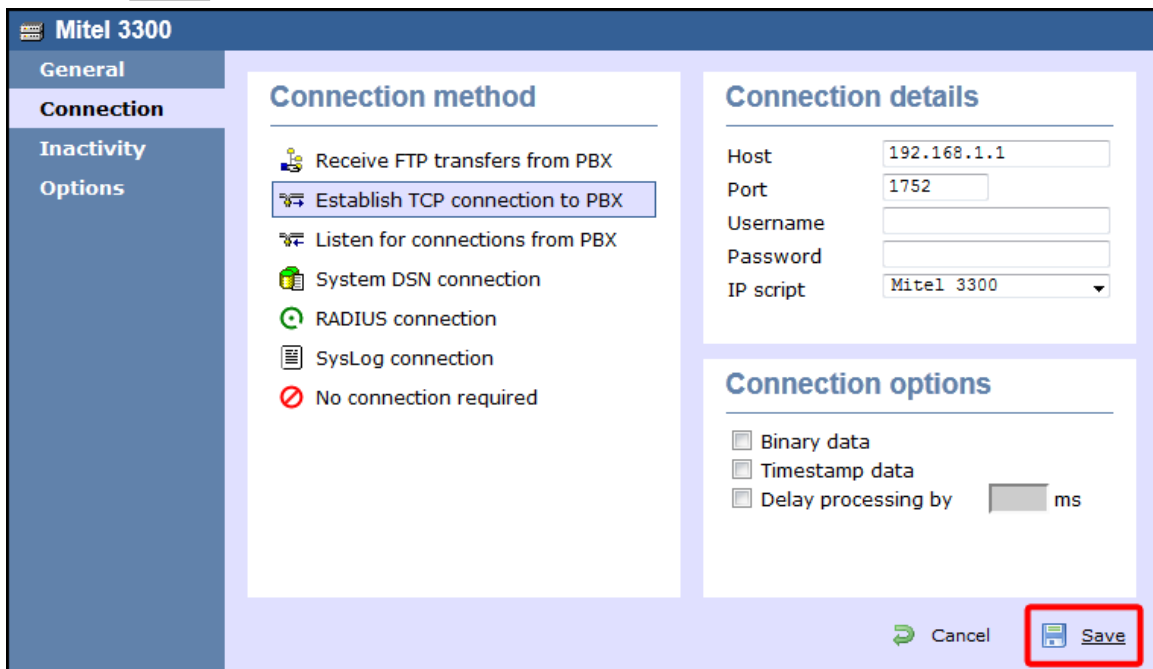 Mitel 3300
General
Connection
Inactivity
Options
Connection method
Receive FTP transfers from PBX
Establish TCP connection to PBX
Listen for connections from PBX
System DSN connection
RADIUS connection
SysLog connection
No connection required
Connection details
Host 192.168.1.1
Port 1752
Username
Password
IP script Mitel 3300
Connection options
Binary data
Timestamp data
Delay processing by ms
Cancel Save